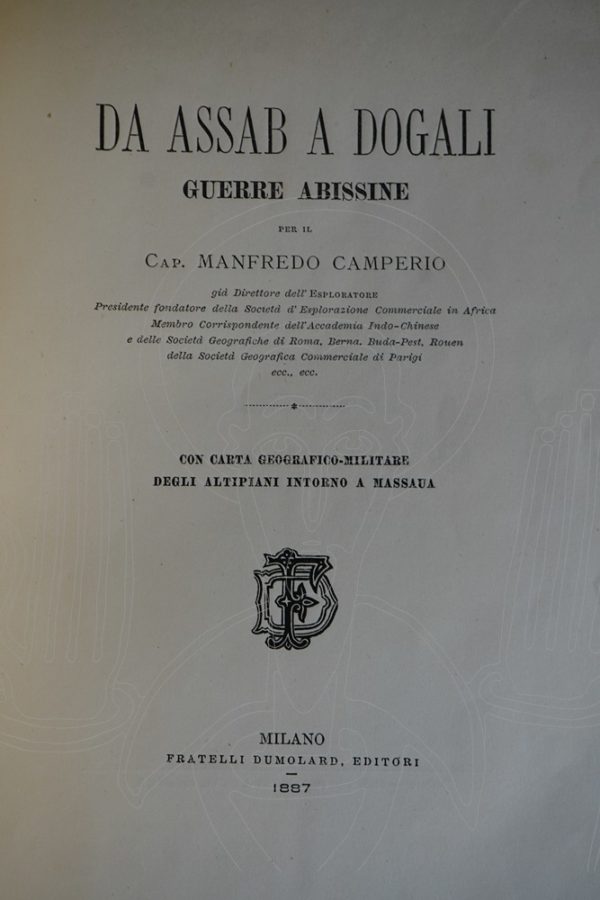 DA ASSAB A DOGALI
GUERRE ABISSINE
PER IL
CAP. MANFREDO CAMPERIO
già Direttore dell' ESPLORATORE
Presidente fondatore della Società d' Esplorazione Commerciale in Africa
Membro Corrispondente dell'Accademia Indo-Chinese
e delle Società Geografiche di Roma, Berna, Buda-Pest, Rouen
della Società Geografica Commerciale di Parigi
ecc., ecc.
CON CARTA GEOGRAFICO-MILITARE
DEGLI ALTIPIANI INTORNO A MASSAUA
FD
MILANO
FRATELLI DUMOLARD, EDITORI
1887